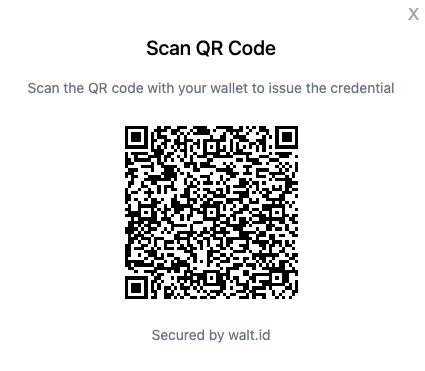 X
Scan QR Code
Scan the QR code with your wallet to issue the credential
Secured by walt.id